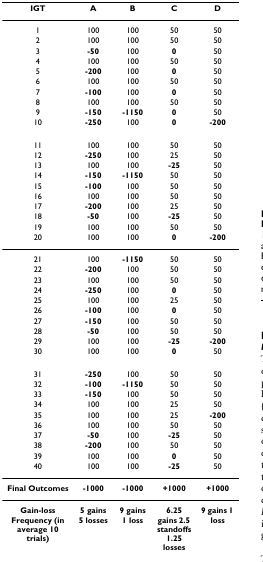 IGT A B C D
1 100 100 50 50
2 100 100 50 50
3 -50 100 0 50
4 100 100 50 50
5 -200 100 0 50
6 100 100 50 50
7 -100 100 0 50
8 100 100 50 50
9 -150 -1150 0 50
10 -250 100 0 -200
11 100 100 50 50
12 -250 100 25 50
13 100 100 -25 50
14 -150 -1150 50 50
15 -100 100 50 50
16 100 100 50 50
17 -200 100 25 50
18 -50 100 -25 50
19 100 100 50 50
20 100 100 0 -200
21 100 -1150 50 50
22 -200 100 50 50
23 100 100 50 50
24 -250 100 0 50
25 100 100 25 50
26 -100 100 0 50
27 -150 100 50 50
28 -50 100 50 50
29 100 100 -25 -200
30 100 100 0 50
31 -250 100 50 50
32 -100 -1150 50 50
33 -150 100 50 50
34 100 100 25 50
35 100 100 25 -200
36 100 100 50 50
37 -50 100 -25 50
38 -200 100 50 50
39 100 100 0 50
40 100 100 -25 50
Final Outcomes -1000 -1000 +1000 +1000
Gain-loss 5 gains 9 gains 6.25 9 gains 1
Frequency (in 5 losses 1 loss gains 2.5 loss
average 10 standoffs
trials) 1.25
losses